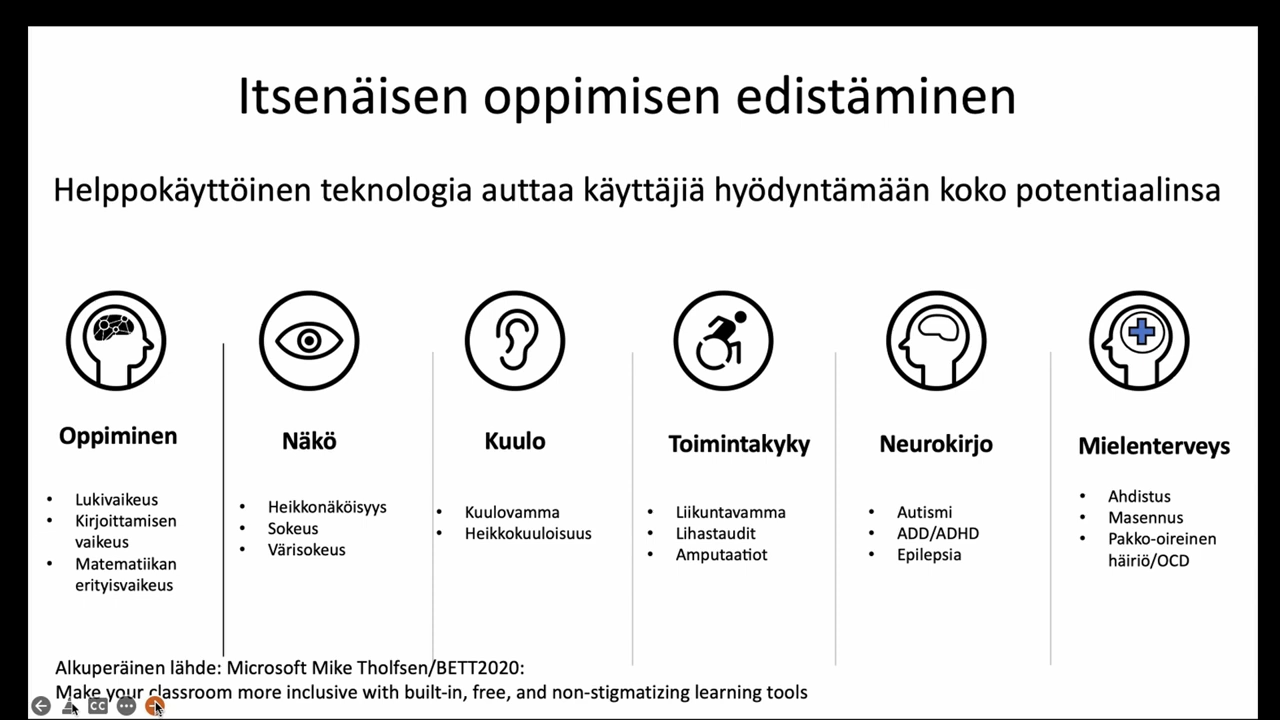 Itsenäisen oppimisen edistäminen
Helppokäyttöinen teknologia auttaa käyttäjiä hyödyntämään koko potentiaalinsa
Oppiminen
• Lukivaikeus
• Kirjoittamisen
vaikeus
• Matematiikan
erityisvaikeus
Näkö
• Heikkonäköisyys
• Sokeus
• Värisokeus
Kuulo
• Kuulovamma
• Heikkokuuloisuus
Toimintakyky
• Liikuntavamma
• Lihastaudit
• Amputaatiot
Neurokirjo
• Autismi
• ADD/ADHD
• Epilepsia
Mielenterveys
• Ahdistus
• Masennus
• Pakko-oireinen
häiriö/OCD
Alkuperäinen lähde: Microsoft Mike Tholfsen/BETT2020:
Make your classroom more inclusive with built-in, free, and non-stigmatizing learning tools
CC